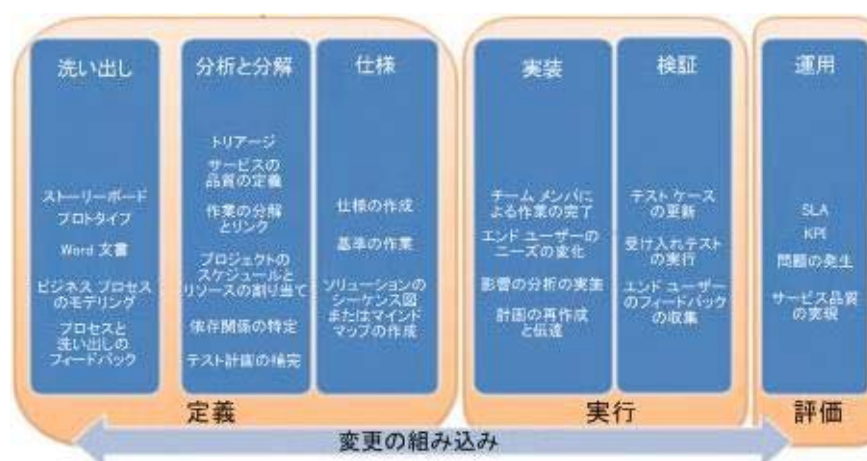 洗い出し
ストーリーボード
プロトタイプ
Word 文書
ビジネス プロセス
のモデリング
プロセスと
洗い出しの
フィードバック
分析と分解
トリアージ
サービスの
品質の定義
作業の分解
とリンク
プロジェクトの
スケジュールと
リソースの割り当て
依存関係の特定
テスト計画の補完
仕様
仕様の作成
基準の作業
ソリューションの
シーケンス図
またはマインド
マップの作成
定義
実装
チーム メンバに
よる作業の完了
エンド ユーザーの
ニーズの変化
影響の分析の実施
計画の再作成
と伝達
検証
テスト ケース
の更新
受け入れテスト
の実行
エンド ユーザー
のフィードバック
の収集
実行
運用
SLA
KPI
問題の発生
サービス品質
の実現
評価
変更の組み込み